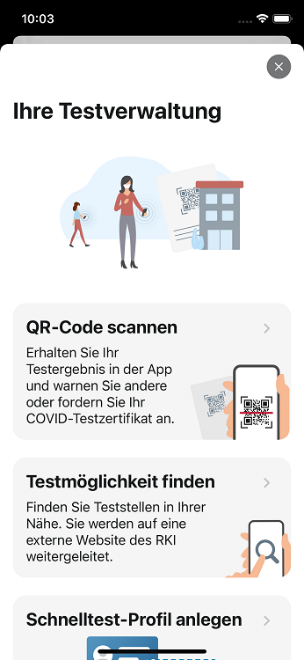 10:03
Ihre Testverwaltung
QR-Code scannen
Erhalten Sie Ihr
Testergebnis in der App
und warnen Sie andere
oder fordern Sie Ihr
COVID-Testzertifikat an.
Testmöglichkeit finden
Finden Sie Teststellen in Ihrer
Nähe. Sie werden auf eine
externe Website des RKI
weitergeleitet.
Schnelltest-Profil anlegen